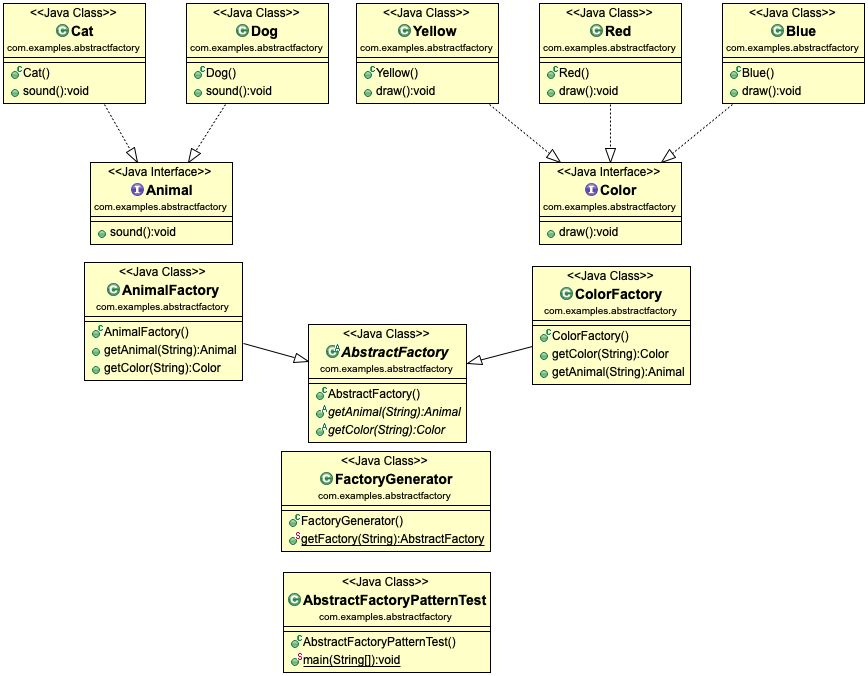 <<Java Class>>
Cat
com.examples.abstractfactory
Cat()
sound():void
<<Java Class>>
Dog
com.examples.abstractfactory
Dog()
sound():void
<<Java Class>>
Yellow
com.examples.abstractfactory
Yellow()
draw():void
<<Java Class>>
Red
com.examples.abstractfactory
Red()
draw():void
<<Java Class>>
Blue
com.examples.abstractfactory
Blue()
draw():void
<<Java Interface>>
Animal
com.examples.abstractfactory
sound():void
<<Java Interface>>
Color
com.examples.abstractfactory
draw():void
<<Java Class>>
AnimalFactory
com.examples.abstractfactory
AnimalFactory()
getAnimal(String):Animal
getColor(String):Color
<<Java Class>>
AbstractFactory
com.examples.abstractfactory
AbstractFactory()
getAnimal(String):Animal
getColor(String):Color
<<Java Class>>
ColorFactory
com.examples.abstractfactory
ColorFactory()
getColor(String):Color
getAnimal(String):Animal
<<Java Class>>
FactoryGenerator
com.examples.abstractfactory
FactoryGenerator()
getFactory(String):AbstractFactory
<<Java Class>>
AbstractFactoryPatternTest
com.examples.abstractfactory
AbstractFactoryPatternTest()
main(String[]):void